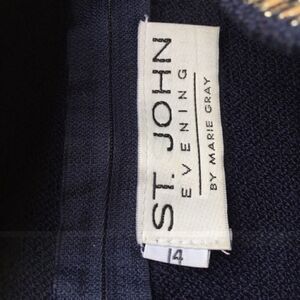 ST. JOHN
EVENING
BY MARIE GRAY
14